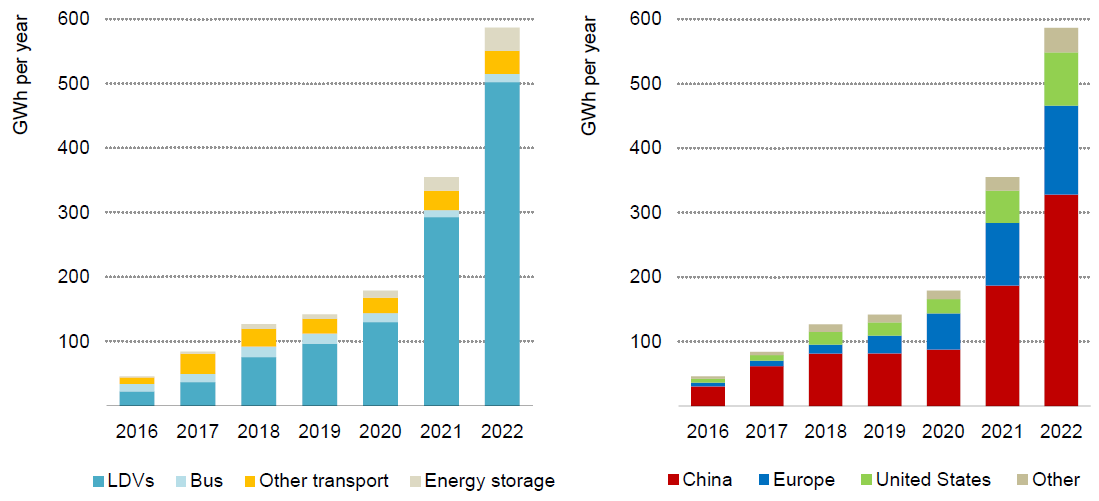 GWh per year
600
500
400
300
200
100
2016 2017 2018 2019 2020 2021 2022
LDVs Bus Other transport Energy storage
GWh per year
600
500
400
300
200
100
2016 2017 2018 2019 2020 2021 2022
China Europe United States Other